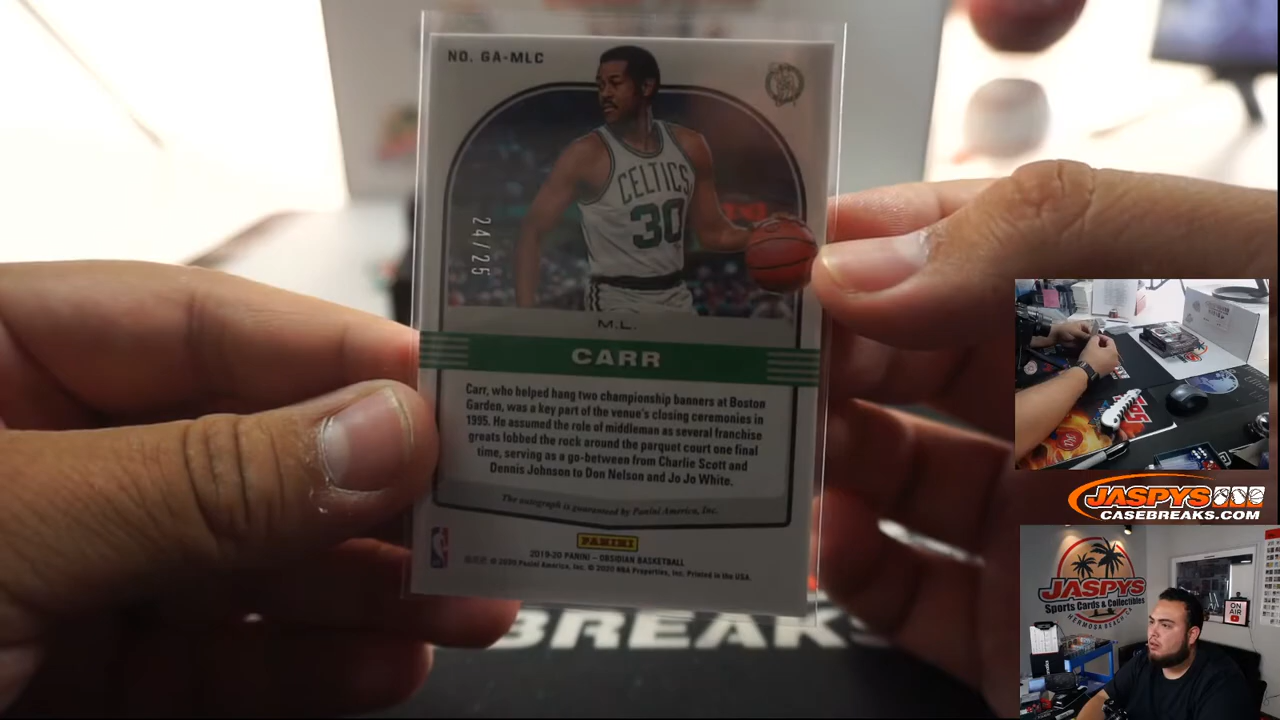 NO. GA-MLC
CELTICS
30
24/25
M.L.
CARR
Carr, who helped hang two championship banners at Boston
Garden, was a key part of the venue's closing ceremonies in
1995. He assumed the role of middleman as several franchise
greats lobbed the rock around the parquet court one final
time, serving as a go-between from Charlie Scott and
Dennis Johnson to Don Nelson and Jo Jo White.
The autograph is guaranteed by Panini America, Inc.
PANINI
2019-20 PANINI – OBSIDIAN BASKETBALL
© 2020 Panini America, Inc. © 2020 NBA Properties, Inc. Printed in the USA.
BREAKS
JASPYS
CASEBREAKS.COM
JASPYS
Sports Cards & Collectibles
HERMOSA BEACH CA
ON
AIR